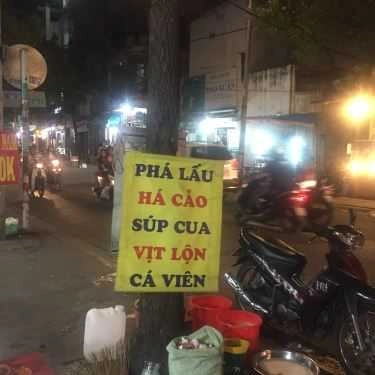 PHÁ LẤU
HÁ CẢO
SÚP CUA
VỊT LỘN
CÁ VIÊN